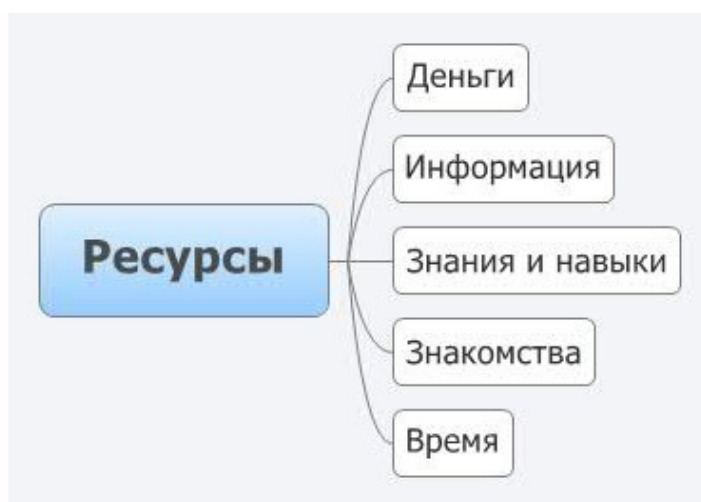 Ресурсы
Деньги
Информация
Знания и навыки
Знакомства
Время